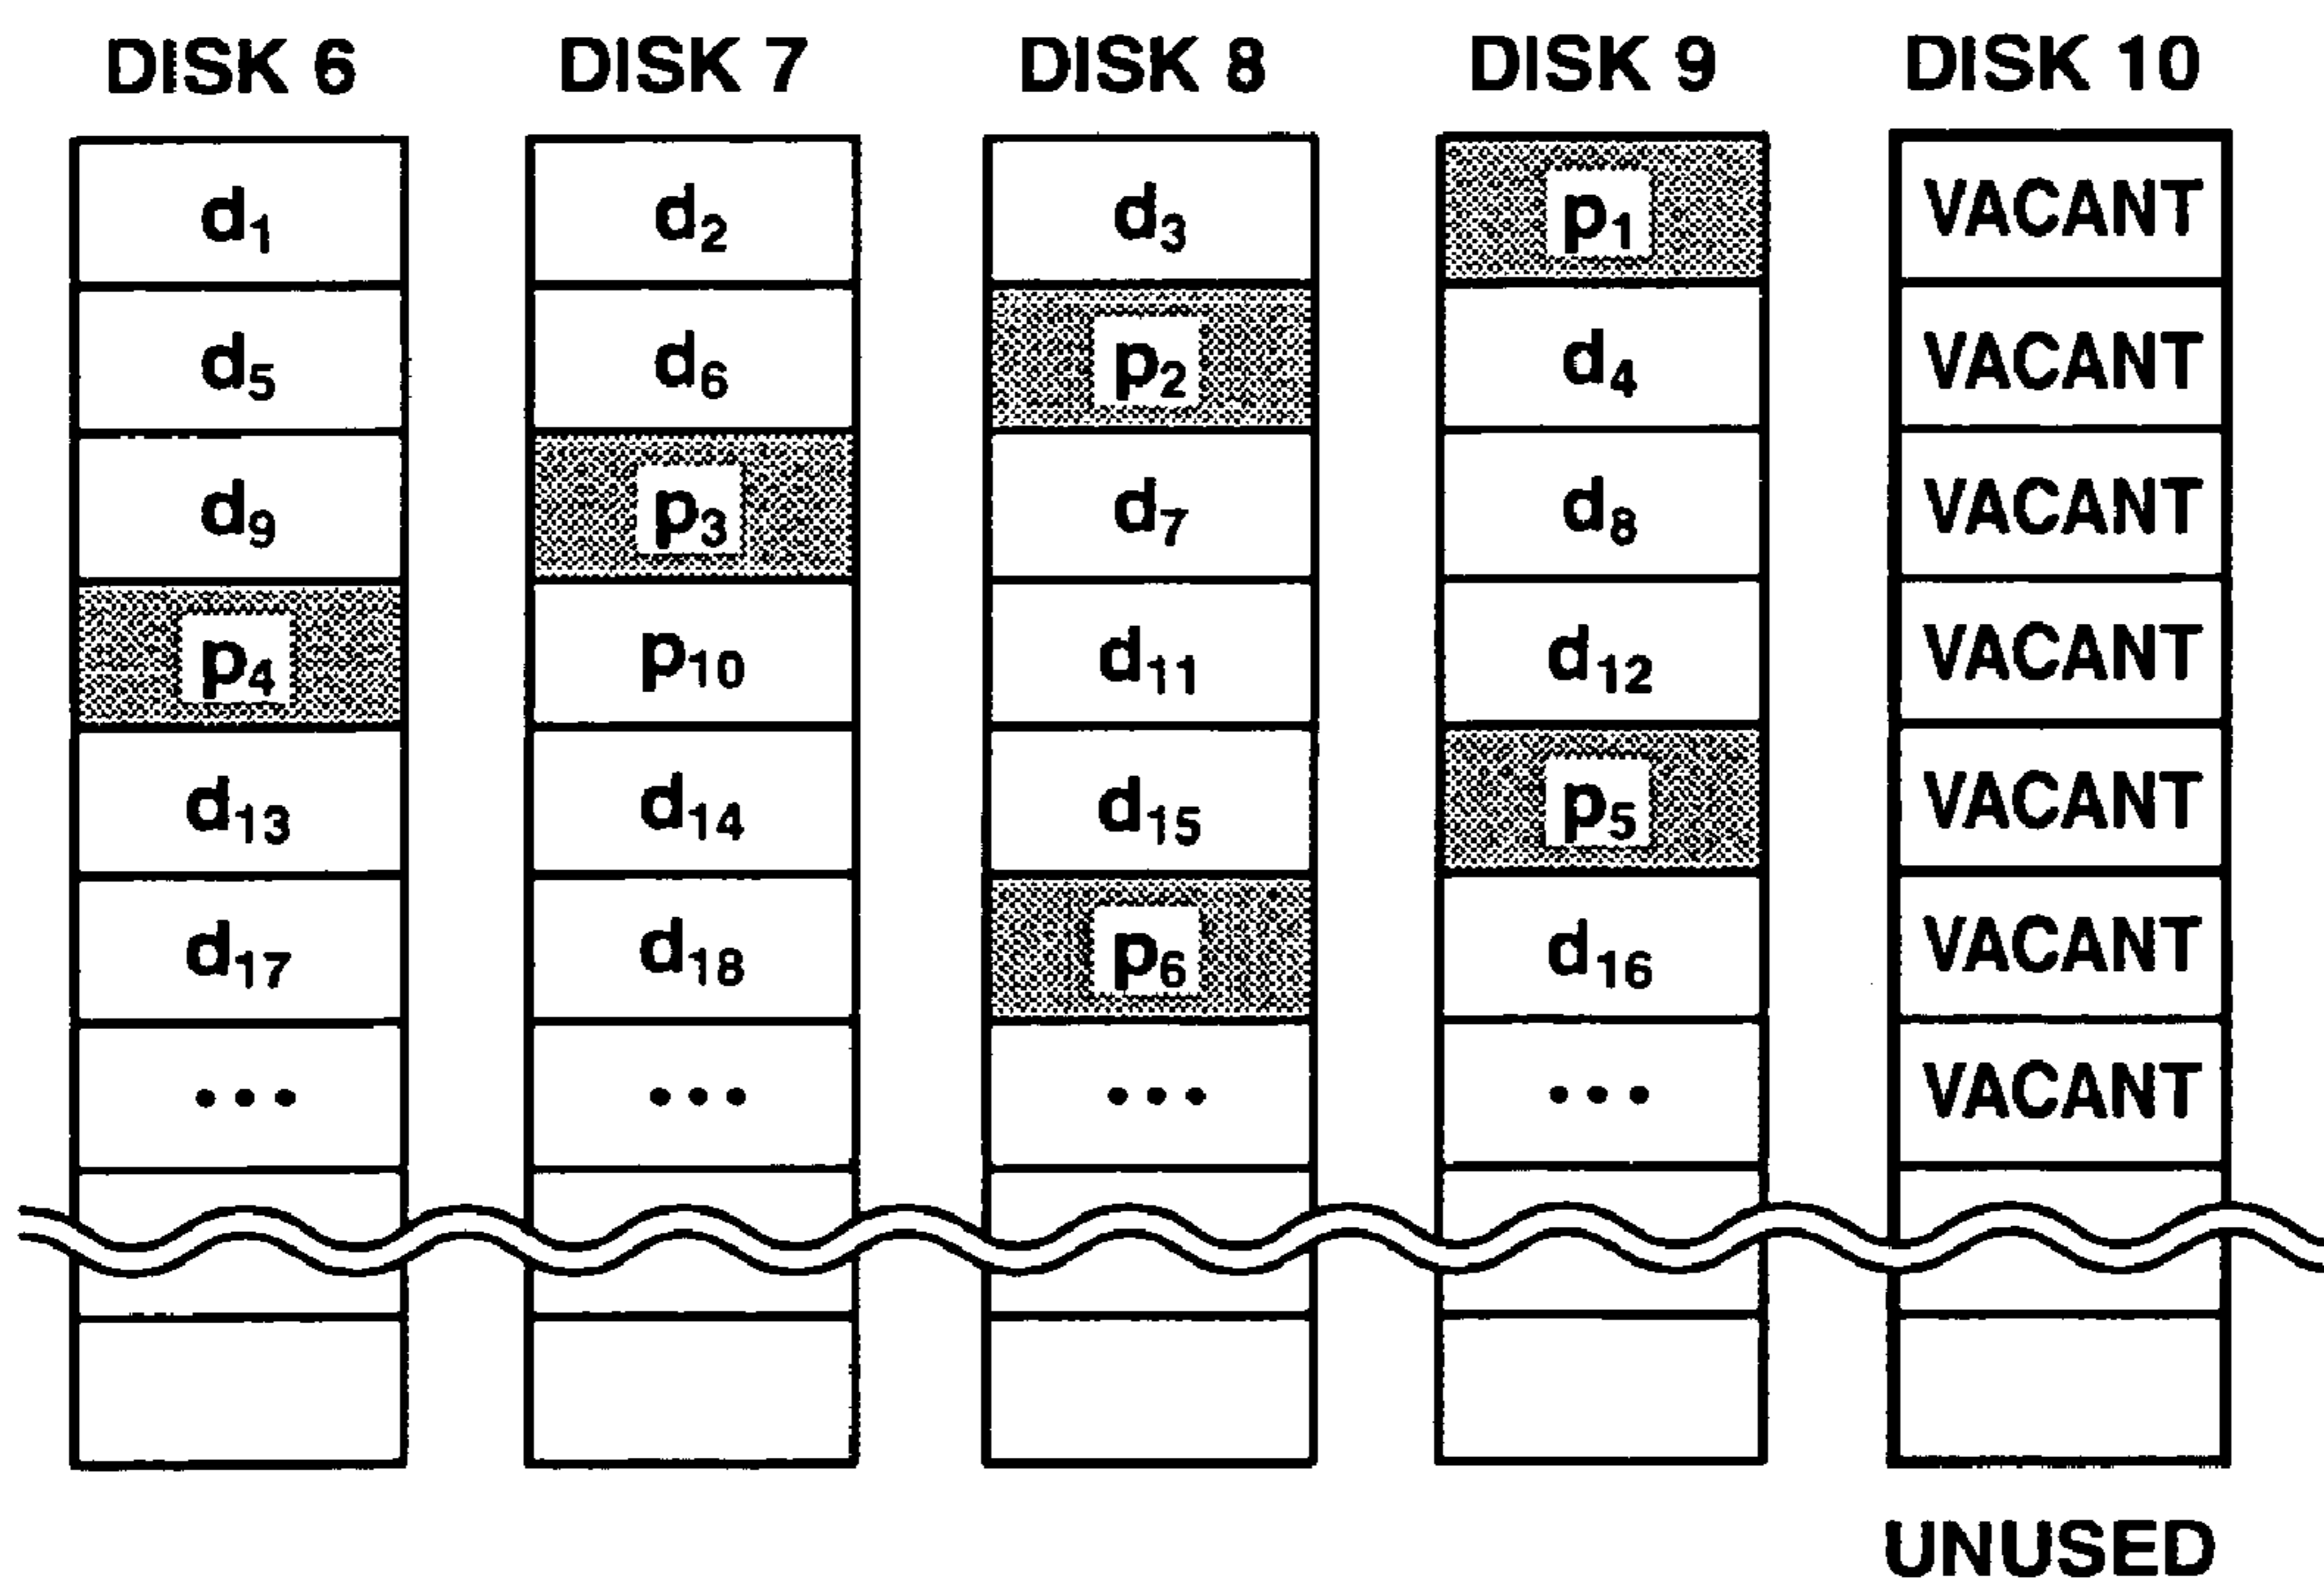 DISK 6 DISK 7 DISK 8 DISK 9 DISK 10
d1 d2 d3 p1 VACANT
d5 d6 p2 d4 VACANT
d9 p3 d7 d8 VACANT
p4 p10 d11 d12 VACANT
d13 d14 d15 p5 VACANT
d17 d18 p6 d16 VACANT
... ... ... ... VACANT
UNUSED